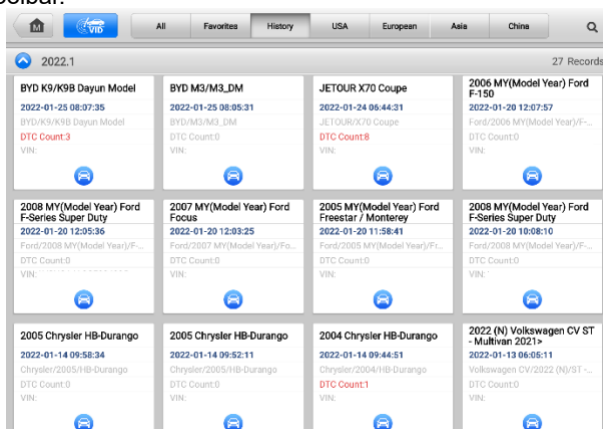 oolbar.
M VID All Favorites History USA European Asia China
2022.1 27 Records
BYD K9/K9B Dayun Model
2022-01-25 08:07:35
BYD/K9/K9B Dayun Model
DTC Count:3
VIN:
BYD M3/M3_DM
2022-01-25 08:05:31
BYD/M3/M3_DM
DTC Count:0
VIN:
JETOUR X70 Coupe
2022-01-24 06:44:31
JETOUR/X70 Coupe
DTC Count:8
VIN:
2006 MY(Model Year) Ford
F-150
2022-01-20 12:07:57
Ford/2006 MY(Model Year)/F-...
DTC Count:0
VIN:
2008 MY(Model Year) Ford
F-Series Super Duty
2022-01-20 12:05:36
Ford/2008 MY(Model Year)/F-...
DTC Count:0
VIN:
2007 MY(Model Year) Ford
Focus
2022-01-20 12:03:25
Ford/2007 MY(Model Year)/Fo...
DTC Count:0
VIN:
2005 MY(Model Year) Ford
Freestar / Monterey
2022-01-20 11:58:41
Ford/2005 MY(Model Year)/Fr...
DTC Count:0
VIN:
2008 MY(Model Year) Ford
F-Series Super Duty
2022-01-20 10:08:10
Ford/2008 MY(Model Year)/F-...
DTC Count:0
VIN:
2005 Chrysler HB-Durango
2022-01-14 09:58:34
Chrysler/2005/HB-Durango
DTC Count:0
VIN:
2005 Chrysler HB-Durango
2022-01-14 09:52:11
Chrysler/2005/HB-Durango
DTC Count:0
VIN:
2004 Chrysler HB-Durango
2022-01-14 09:44:51
Chrysler/2004/HB-Durango
DTC Count:1
VIN:
2022 (N) Volkswagen CV ST
- Multivan 2021>
2022-01-13 06:05:11
Volkswagen CV/2022 (N)/ST -...
DTC Count:0
VIN: